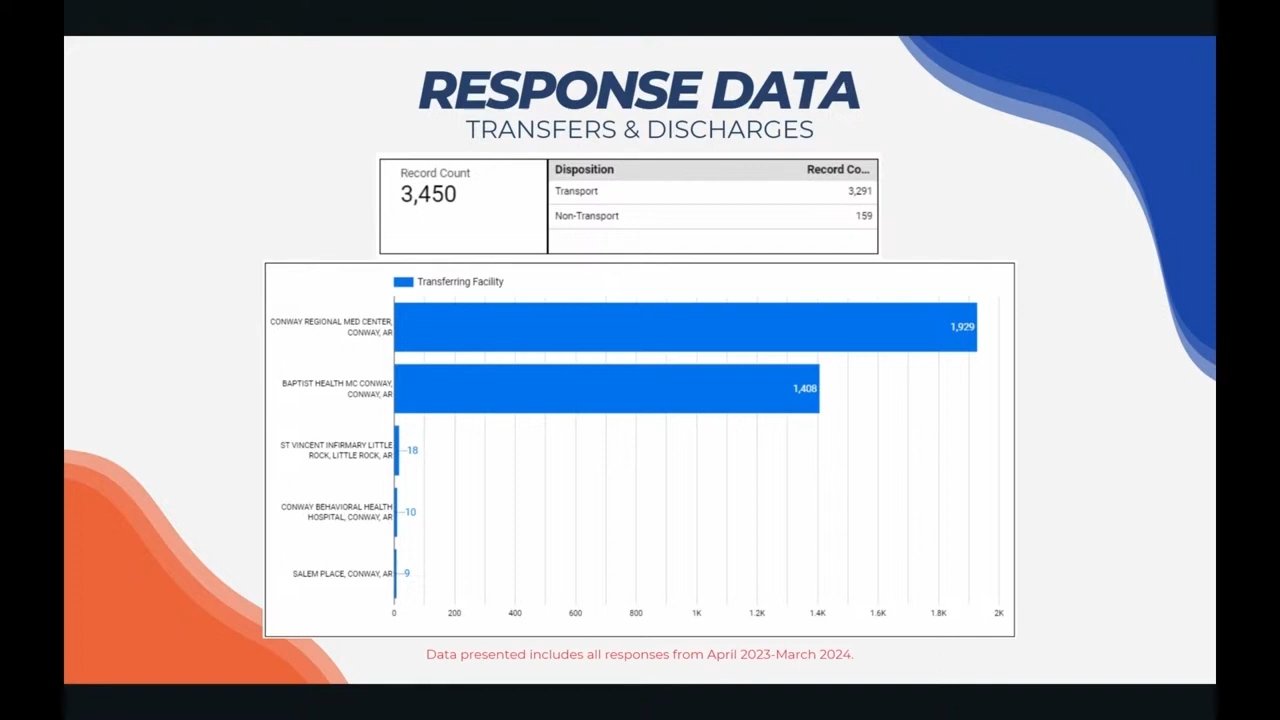 RESPONSE DATA
TRANSFERS & DISCHARGES
Record Count
3,450
Disposition Record Co...
Transport 3,291
Non-Transport 159
Transferring Facility
CONWAY REGIONAL MED CENTER,
CONWAY, AR
1,929
BAPTIST HEALTH MC CONWAY,
CONWAY, AR
1,408
ST VINCENT INFIRMARY LITTLE
ROCK, LITTLE ROCK, AR
18
CONWAY BEHAVIORAL HEALTH
HOSPITAL, CONWAY, AR
10
SALEM PLACE, CONWAY, AR
9
0 200 400 600 800 1K 1.2K 1.4K 1.6K 1.8K 2K
Data presented includes all responses from April 2023-March 2024.